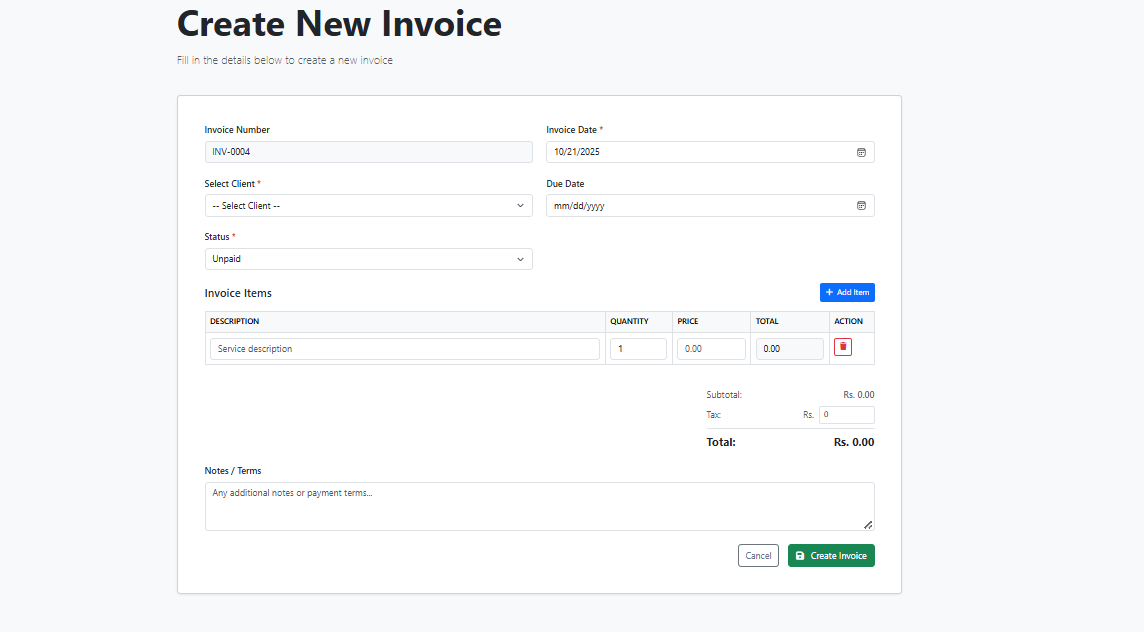 Create New Invoice
Fill in the details below to create a new invoice
Invoice Number
Invoice Date *
INV-0004
10/21/2025
Select Client *
Due Date
-- Select Client --
mm/dd/yyyy
Status *
Unpaid
Invoice Items
+ Add Item
DESCRIPTION QUANTITY PRICE TOTAL ACTION
Service description 1 0.00 0.00
Subtotal: Rs. 0.00
Tax: Rs. 0
Total: Rs. 0.00
Notes / Terms
Any additional notes or payment terms...
Cancel
Create Invoice